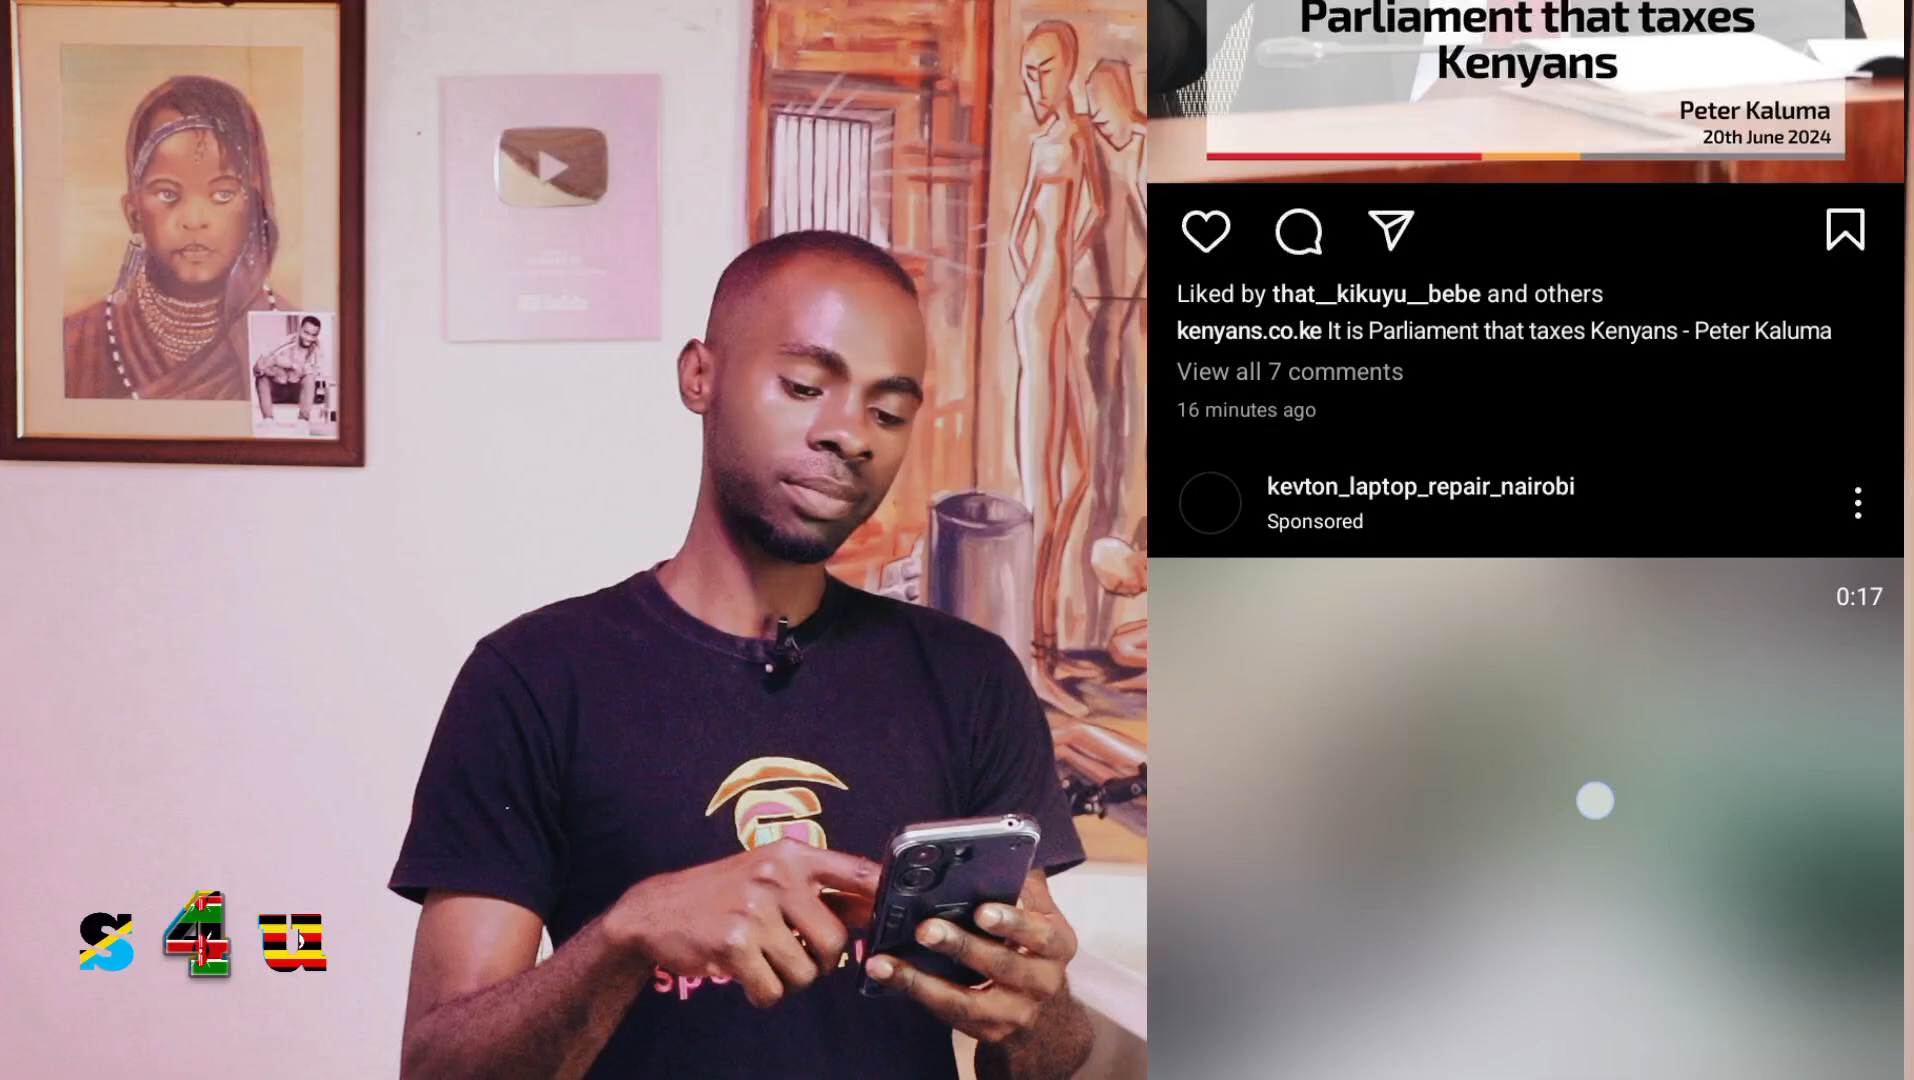 Parliament that taxes
Kenyans
Peter Kaluma
20th June 2024
Liked by that__kikuyu__bebe and others
kenyans.co.ke It is Parliament that taxes Kenyans - Peter Kaluma
View all 7 comments
16 minutes ago
kevton_laptop_repair_nairobi
Sponsored
0:17
s 4 u